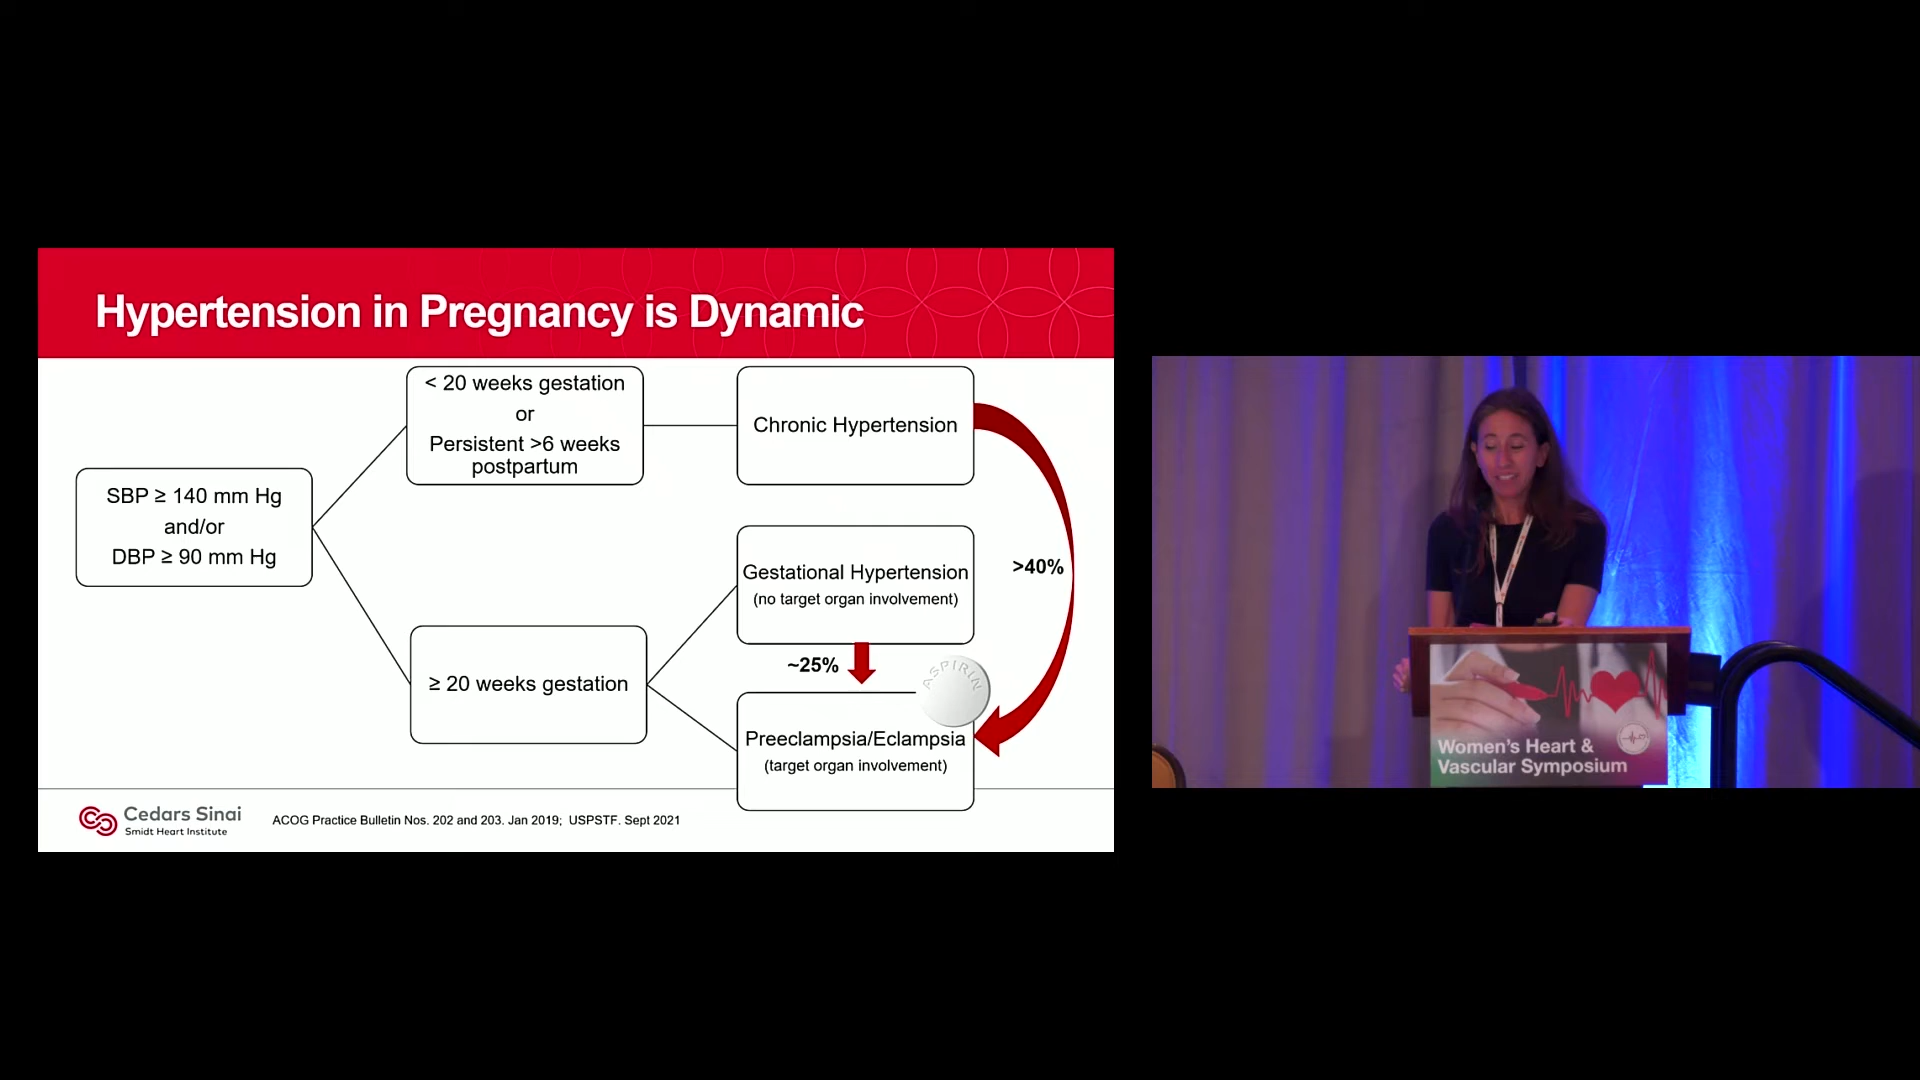 Hypertension in Pregnancy is Dynamic
< 20 weeks gestation
or
Persistent >6 weeks
postpartum
Chronic Hypertension
SBP ≥ 140 mm Hg
and/or
DBP ≥ 90 mm Hg
Gestational Hypertension
(no target organ involvement)
>40%
~25%
ASPIRIN
≥ 20 weeks gestation
Preeclampsia/Eclampsia
(target organ involvement)
Cedars Sinai
Smidt Heart Institute
ACOG Practice Bulletin Nos. 202 and 203. Jan 2019; USPSTF. Sept 2021
Women's Heart &
Vascular Symposium